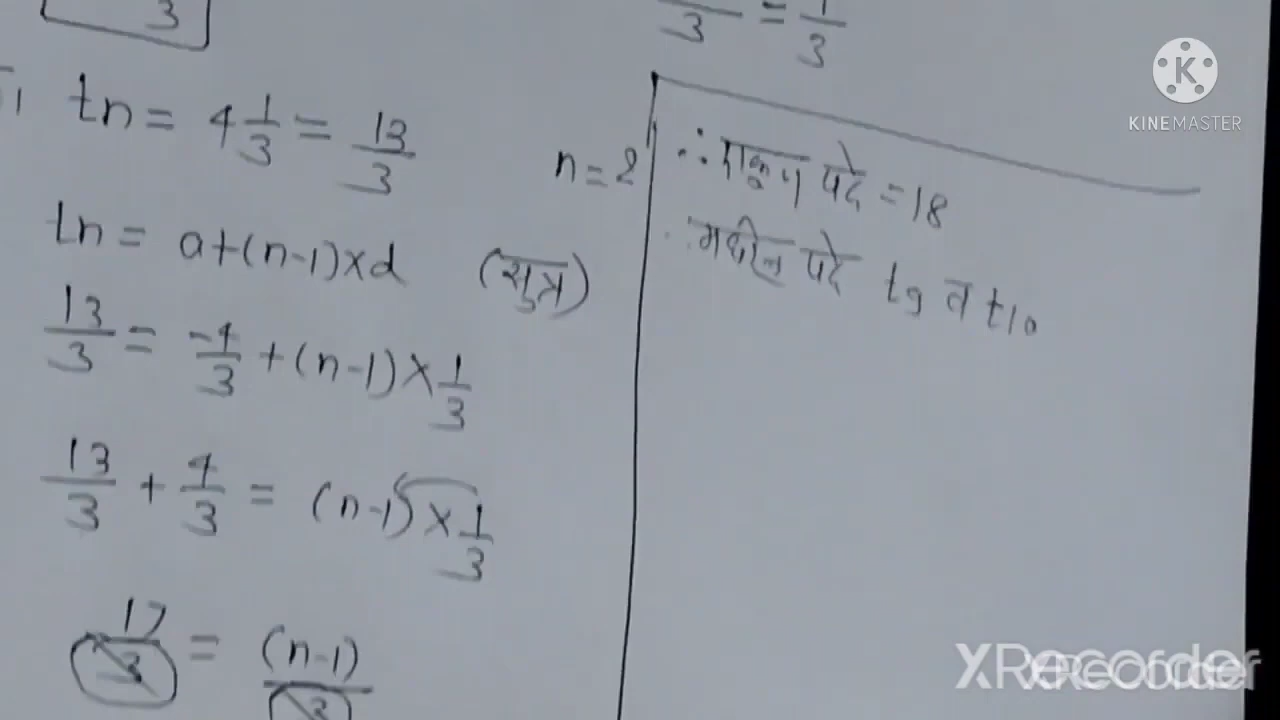 3
3 = 1/3
tn = 4 1/3 = 13/3
n = ?
tn = a+(n-1)×d (सुत्र)
13/3 = -4/3 + (n-1) × 1/3
13/3 + 4/3 = (n-1) × 1/3
17/3 = (n-1)/3
∴ एकूण पदे = 18
∴ मधील पदे t9 व t10
KINEMASTER
XRecorder
XRecorder